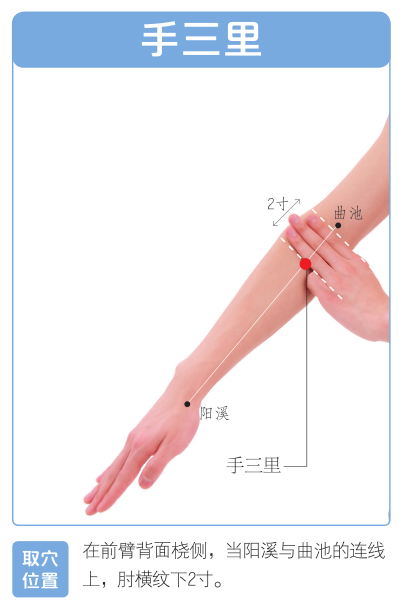 手三里
2寸
曲池
阳溪
手三里
取穴
位置
在前臂背面桡侧，当阳溪与曲池的连线
上，肘横纹下2寸。